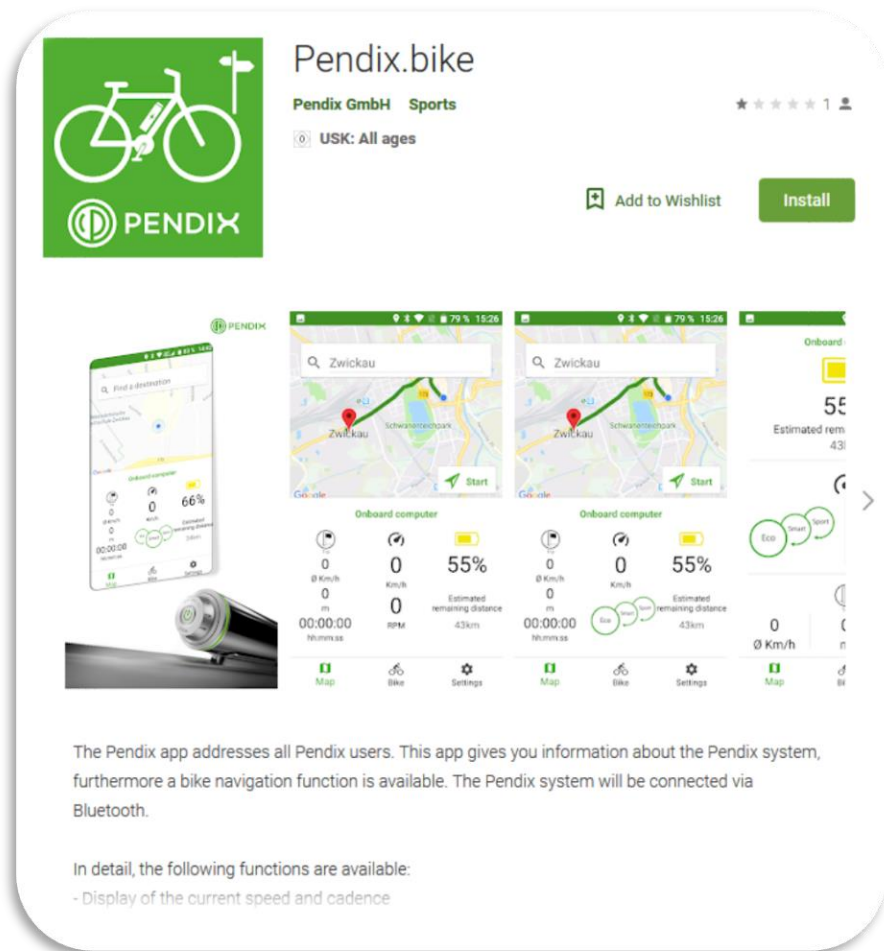 Pendix.bike
Pendix GmbH Sports
1
USK: All ages
Add to Wishlist
Install
PENDIX
PENDIX
Find a destination
Onboard computer
0
0
66%
0
m
00:00:00
Map
Bike
Settings
79 % 15:26
Zwickau
Zwickau
Schwanenteichpark
Google
Start
Onboard computer
0
Ø Km/h
0
m
00:00:00
hh:mm:ss
0
Km/h
0
RPM
55%
Estimated
remaining distance
43km
Map
Bike
Settings
79 % 15:26
Zwickau
Zwickau
Schwanenteichpark
Google
Start
Onboard computer
0
Ø Km/h
0
m
00:00:00
hh:mm:ss
0
Km/h
Eco
Smart
Sport
55%
Estimated
remaining distance
43km
Map
Bike
Settings
Onboard
55
Estimated rem
43
Eco
Smart
Sport
0
Ø Km/h
Map
The Pendix app addresses all Pendix users. This app gives you information about the Pendix system,
furthermore a bike navigation function is available. The Pendix system will be connected via
Bluetooth.
In detail, the following functions are available:
- Display of the current speed and cadence